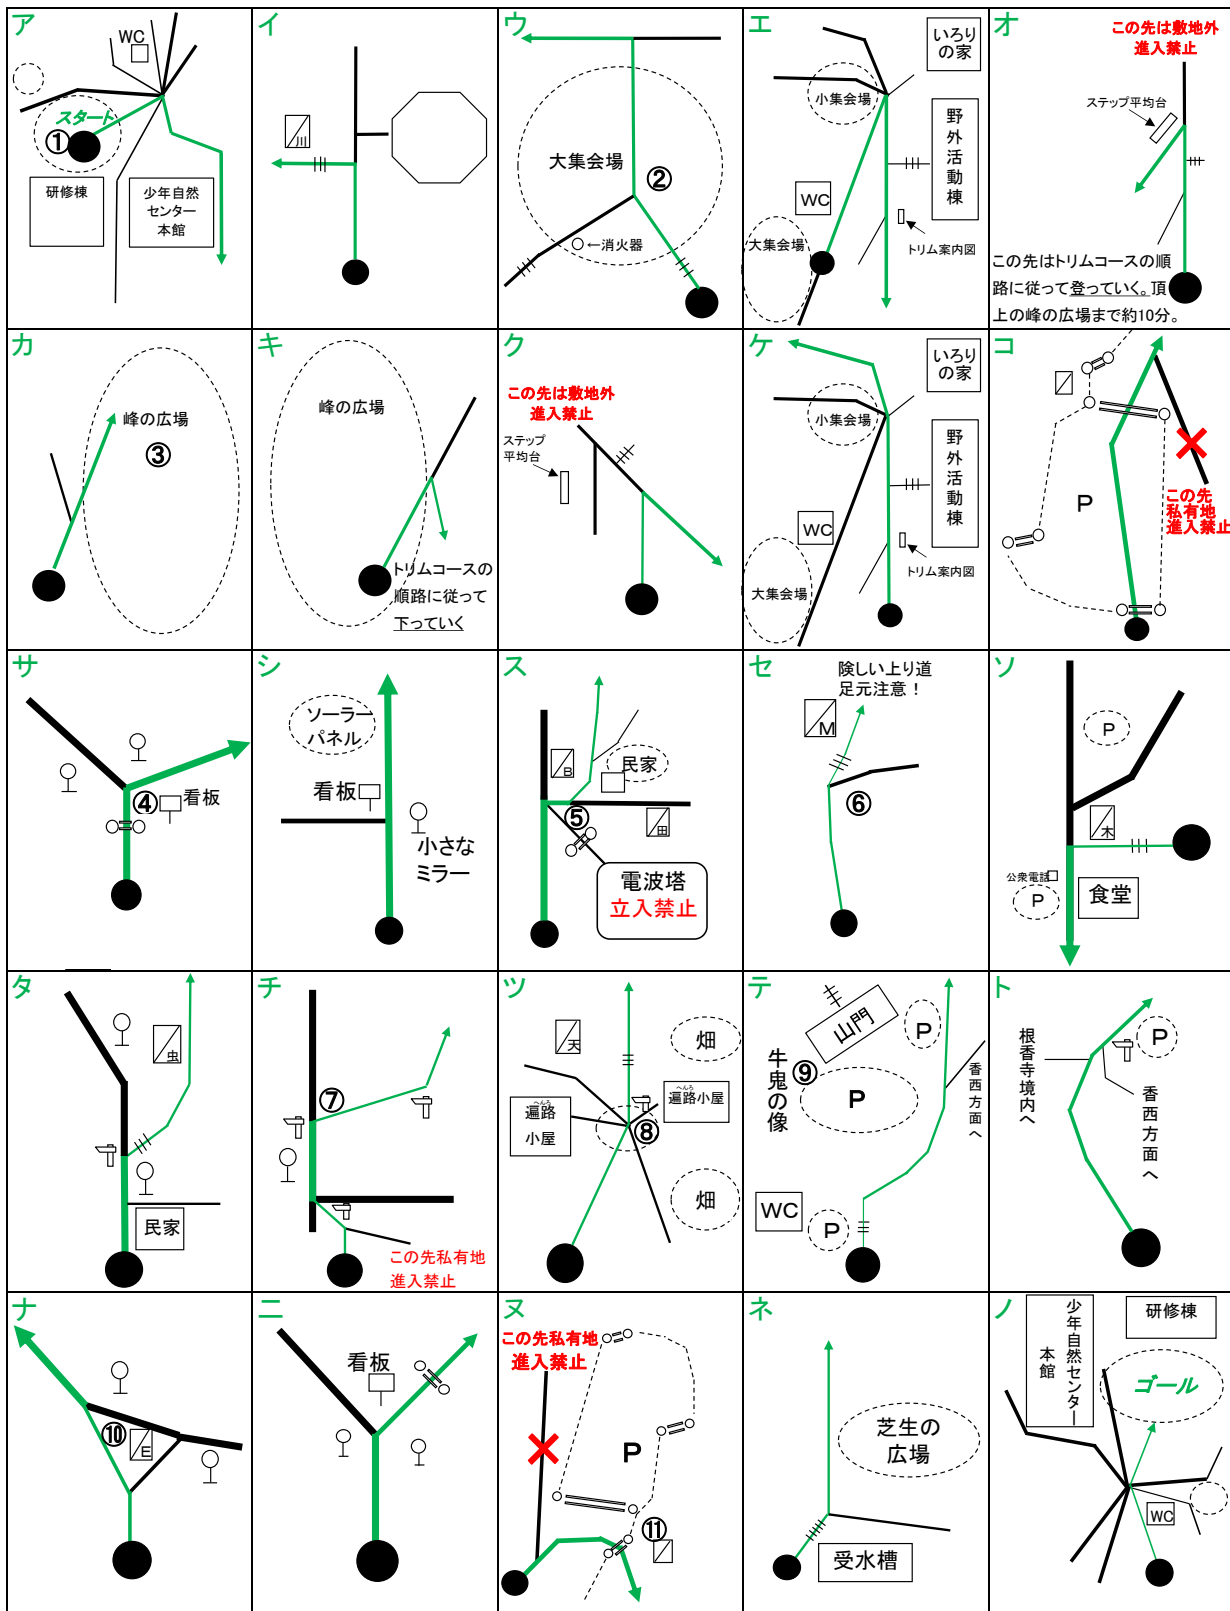 ア
WC
スタート
①
研修棟
少年自然
センター
本館
イ
川
ウ
大集会場
②
←消火器
エ
いろり
の家
小集会場
野外活動棟
WC
大集会場
トリム案内図
オ
この先は敷地外
進入禁止
ステップ平均台
この先はトリムコースの順
路に従って登っていく。頂
上の峰の広場まで約10分。
カ
峰の広場
③
キ
峰の広場
トリムコースの
順路に従って
下っていく
ク
この先は敷地外
進入禁止
ステップ
平均台
ケ
いろり
の家
小集会場
野外活動棟
WC
トリム案内図
大集会場
コ
P
この先
私有地
進入禁止
サ
④
看板
シ
ソーラー
パネル
看板
小さな
ミラー
ス
B
民家
⑤
田
電波塔
立入禁止
セ
険しい上り道
足元注意！
M
⑥
ソ
P
木
公衆電話
P
食堂
タ
虫
民家
チ
⑦
この先私有地
進入禁止
ツ
天
畑
へんろ
遍路
小屋
へんろ
遍路小屋
⑧
畑
テ
山門
P
牛鬼の像
⑨
P
香西方面へ
WC
P
ト
根香寺境内へ
P
香西方面へ
ナ
⑩
E
ニ
看板
ヌ
この先私有地
進入禁止
P
⑪
ネ
芝生の
広場
受水槽
ノ
少年自然センター
本館
研修棟
ゴール
WC